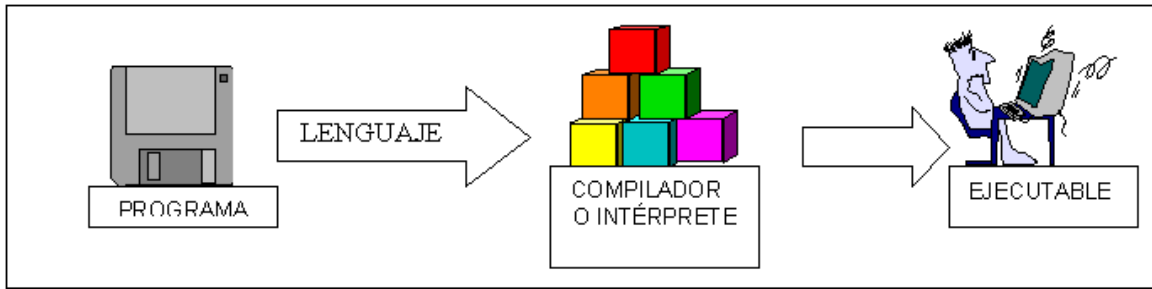 PROGRAMA
LENGUAJE
COMPILADOR
O INTÉRPRETE
EJECUTABLE